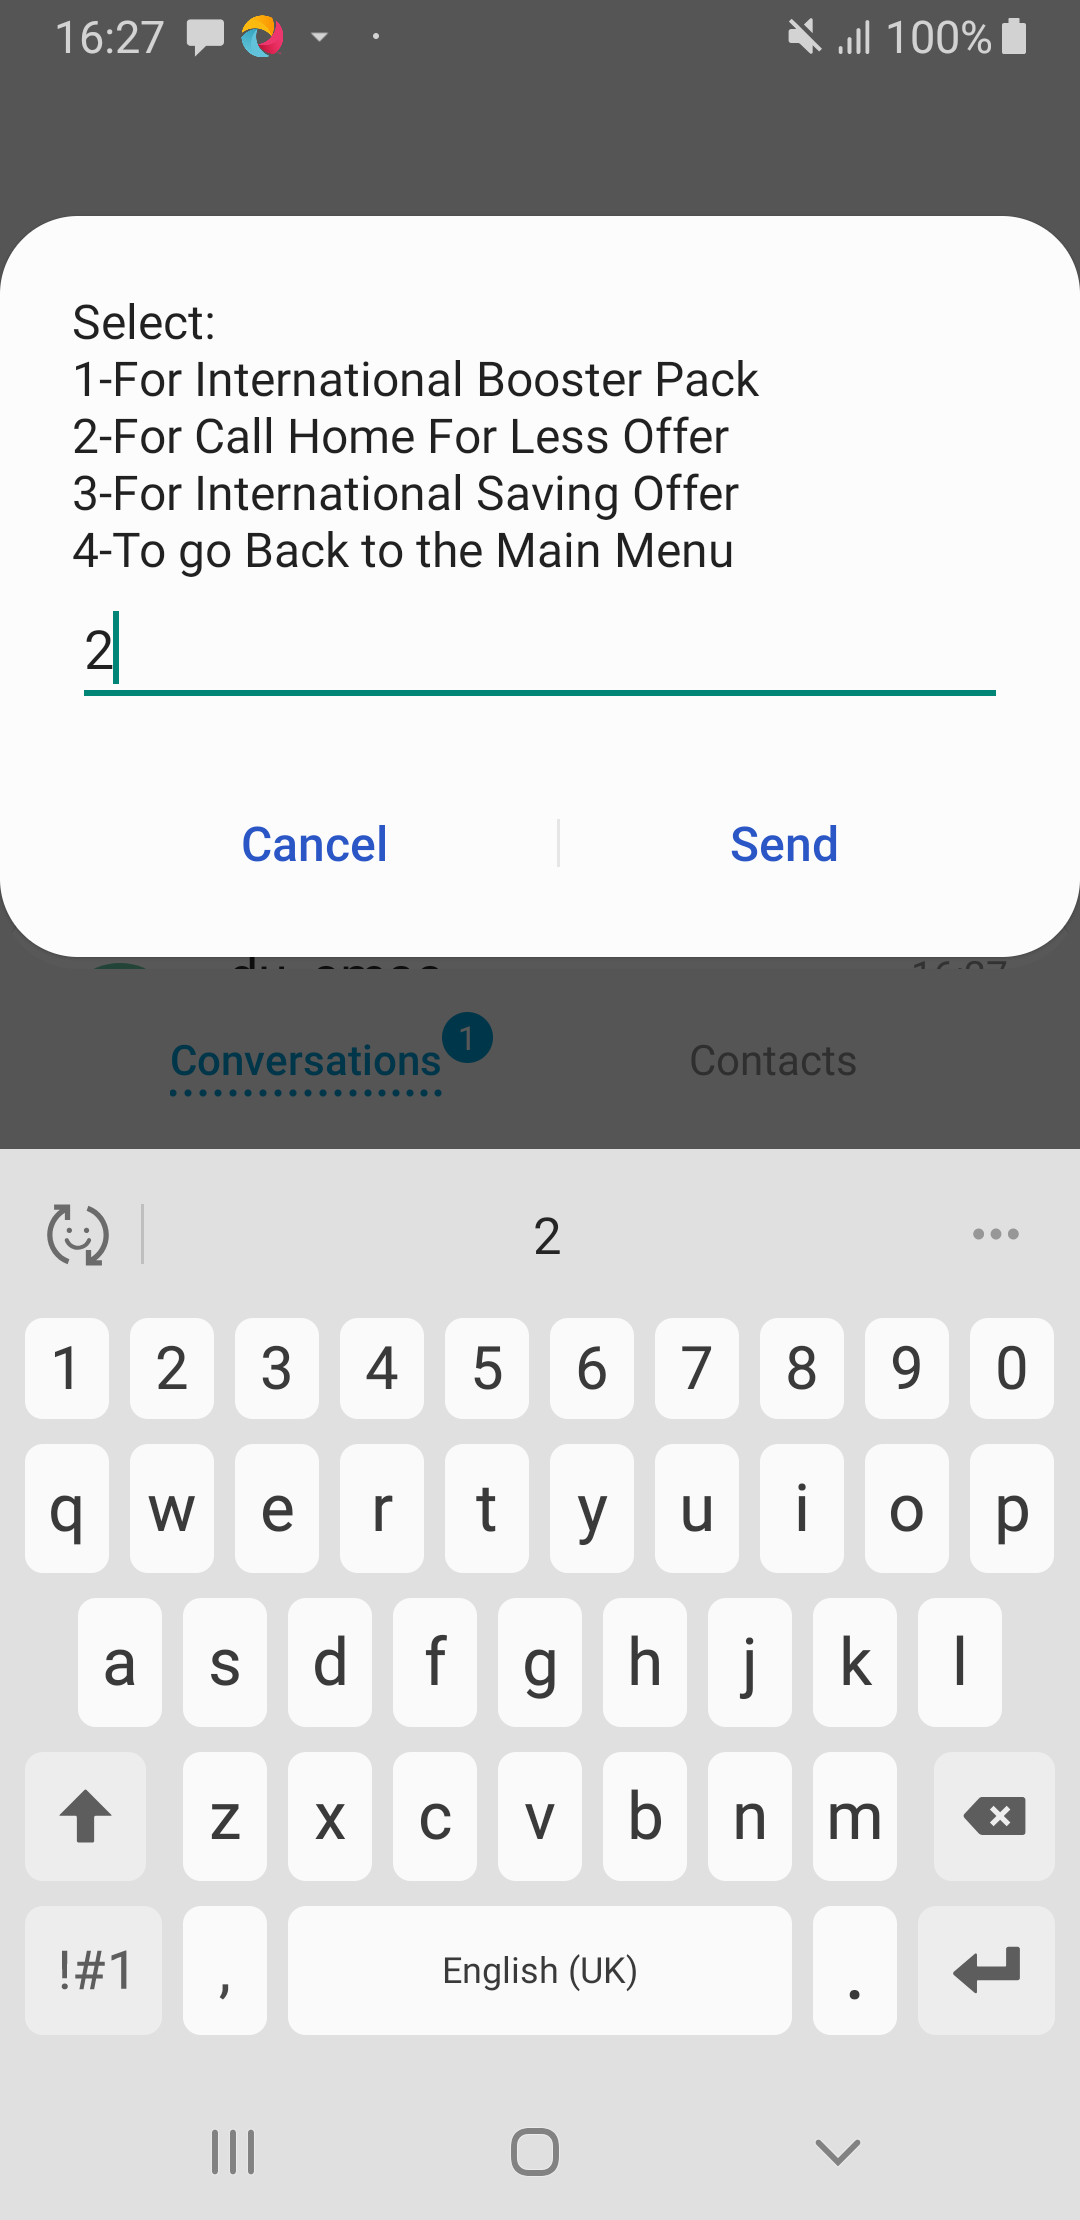 16:27
100%
Select:
1-For International Booster Pack
2-For Call Home For Less Offer
3-For International Saving Offer
4-To go Back to the Main Menu
2
Cancel
Send
16:27
Conversations
1
Contacts
2
1 2 3 4 5 6 7 8 9 0
q w e r t y u i o p
a s d f g h j k l
z x c v b n m
!#1 , English (UK) .